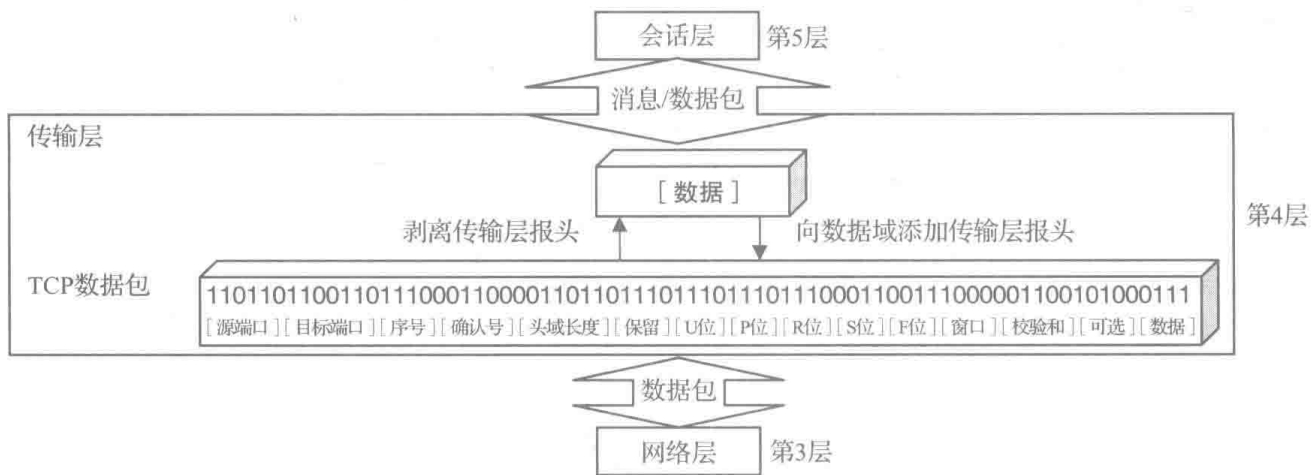 会话层 第5层
消息/数据包
传输层
[ 数据 ]
剥离传输层报头 向数据域添加传输层报头
第4层
TCP数据包
1101101100110111000110000110110111011101110111000110011100000110010101000111
[源端口][目标端口][序号][确认号][头域长度][保留][U位][P位][R位][S位][F位][窗口][校验和][可选][数据]
数据包
网络层 第3层